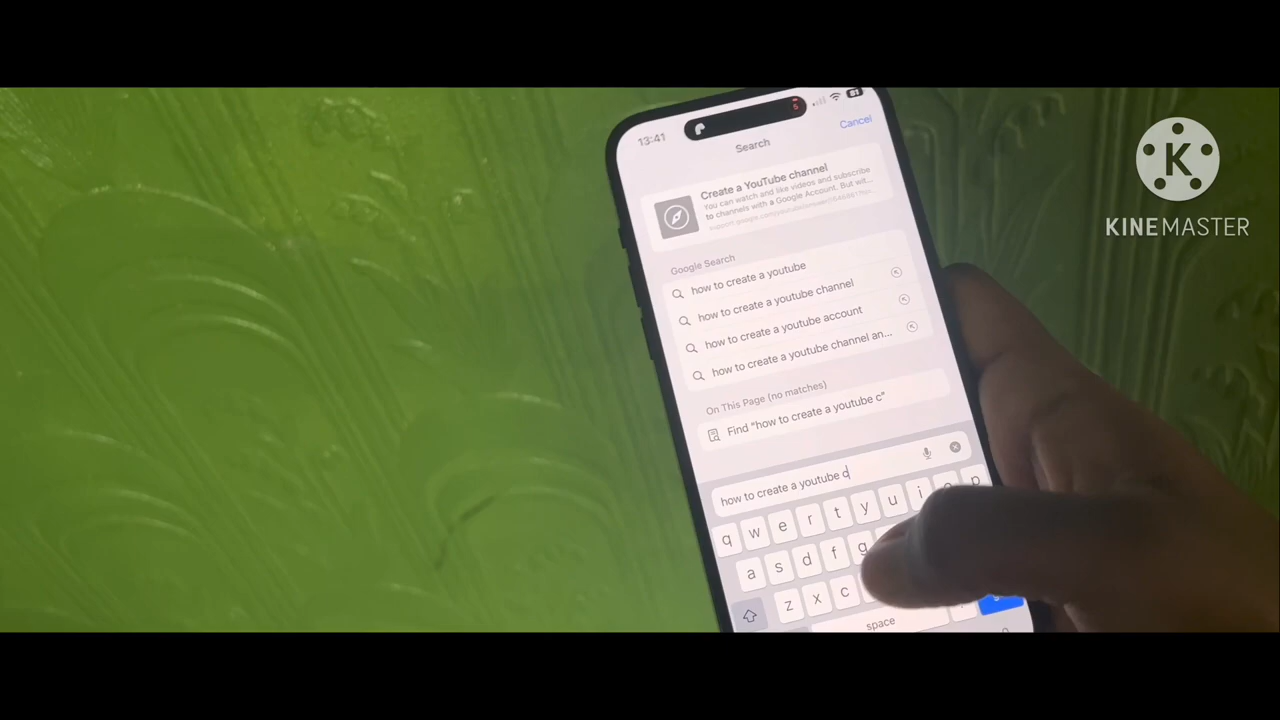 13:41
Search
Cancel
Create a YouTube channel
You can watch and like videos and subscribe
to channels with a Google Account. But wit...
Google Search
how to create a youtube
how to create a youtube channel
how to create a youtube account
how to create a youtube channel an...
On This Page (no matches)
Find "how to create a youtube c"
how to create a youtube c
q w e r t y u i o p
a s d f g
z x c
space
K
KINEMASTER